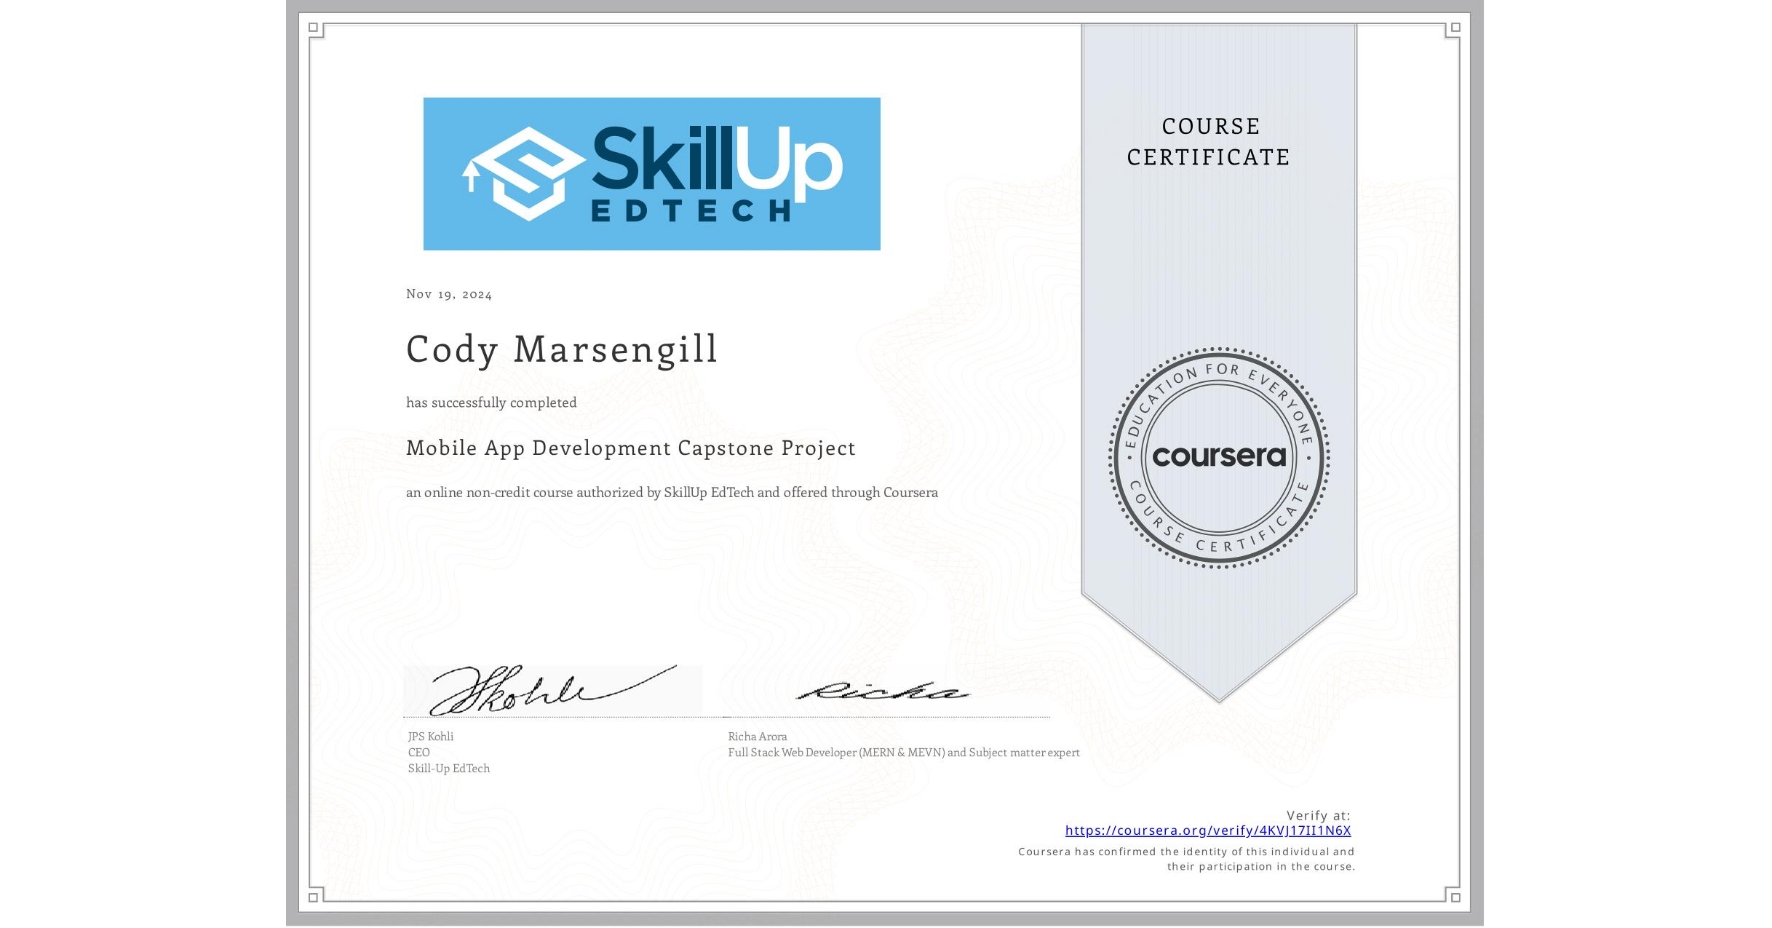 SkillUp
EDTECH
COURSE
CERTIFICATE
Nov 19, 2024
Cody Marsengill
has successfully completed
Mobile App Development Capstone Project
an online non-credit course authorized by SkillUp EdTech and offered through Coursera
EDUCATION FOR EVERYONE
coursera
COURSE CERTIFICATE
JSKohli
Richa
JPS Kohli
CEO
Skill-Up EdTech
Richa Arora
Full Stack Web Developer (MERN & MEVN) and Subject matter expert
Verify at:
https://coursera.org/verify/4KVJ17II1N6X
Coursera has confirmed the identity of this individual and
their participation in the course.